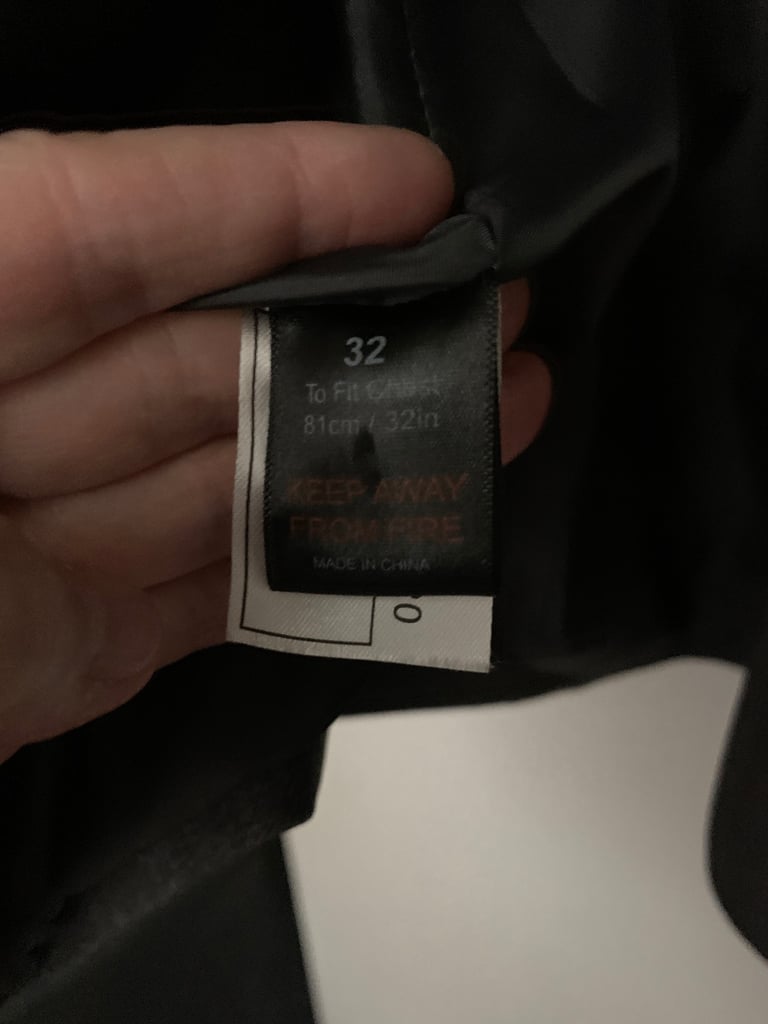 32
To Fit Chest
81cm / 32in
KEEP AWAY
FROM FIRE
MADE IN CHINA